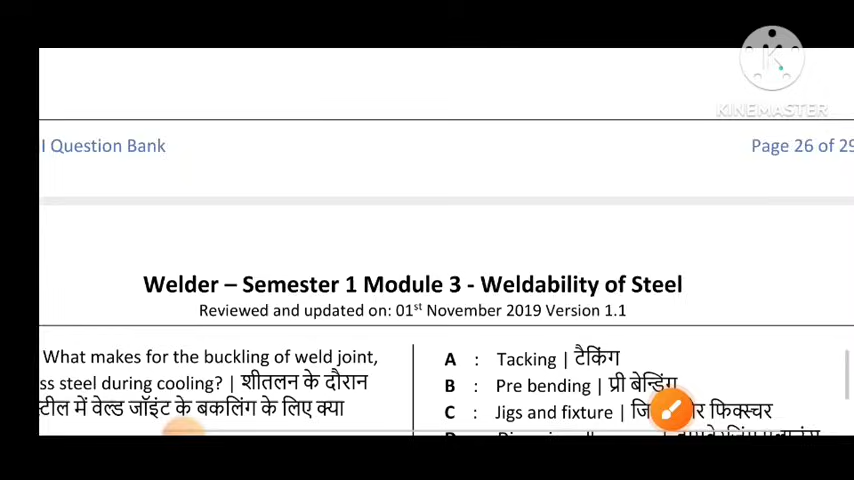 KINEMASTER
I Question Bank
Page 26 of 29
Welder – Semester 1 Module 3 - Weldability of Steel
Reviewed and updated on: 01st November 2019 Version 1.1
What makes for the buckling of weld joint,
ss steel during cooling? | शीतलन के दौरान
टील में वेल्ड जॉइंट के बकलिंग के लिए क्या
A : Tacking | टैकिंग
B : Pre bending | प्री बेन्डिंग
C : Jigs and fixture | फिक्स्चर